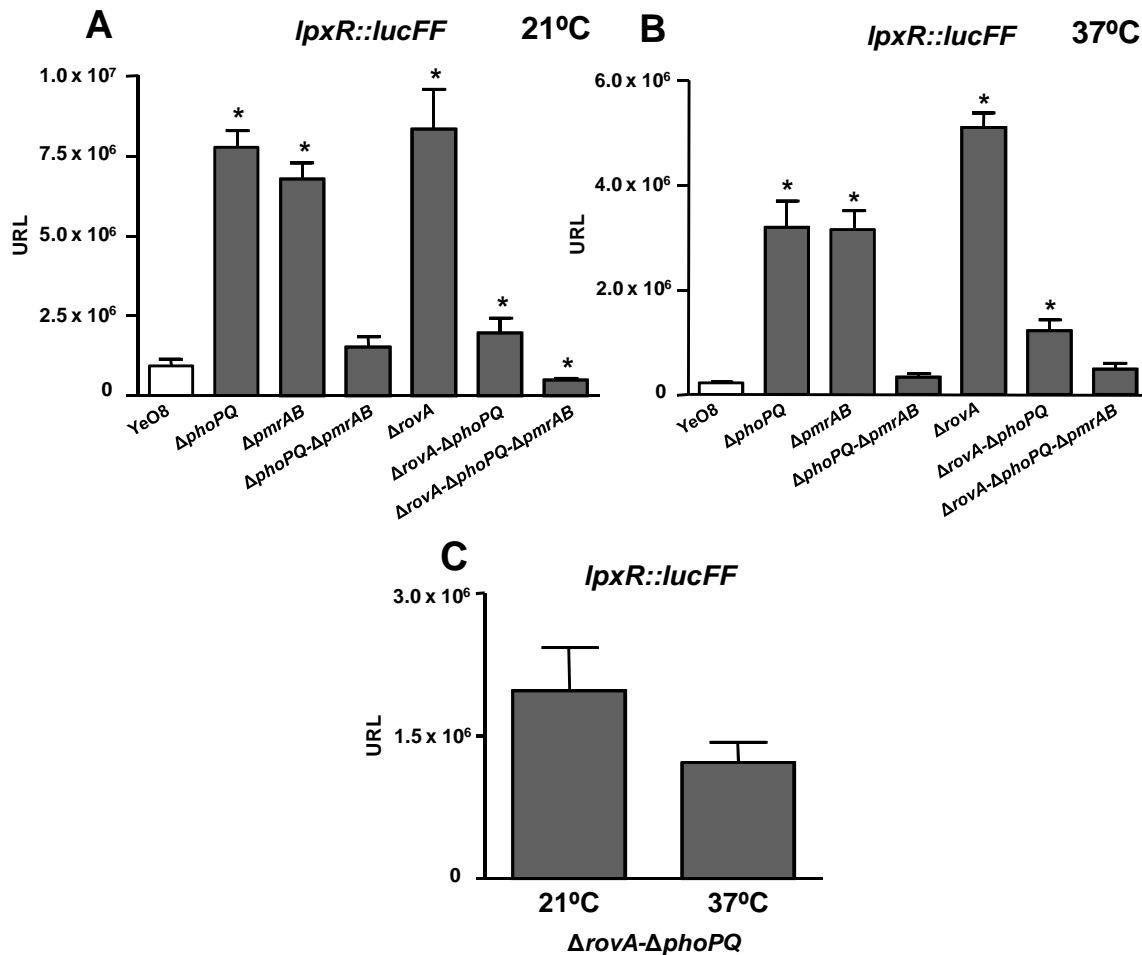 A
lpxR::lucFF 21ºC
1.0 x 10⁷
7.5 x 10⁶
5.0 x 10⁶
2.5 x 10⁶
0
URL
* * * * *
YeO8
ΔphoPQ
ΔpmrAB
ΔphoPQ-ΔpmrAB
ΔrovA
ΔrovA-ΔphoPQ
ΔrovA-ΔphoPQ-ΔpmrAB
B
lpxR::lucFF 37ºC
6.0 x 10⁶
4.0 x 10⁶
2.0 x 10⁶
0
URL
* * * *
YeO8
ΔphoPQ
ΔpmrAB
ΔphoPQ-ΔpmrAB
ΔrovA
ΔrovA-ΔphoPQ
ΔrovA-ΔphoPQ-ΔpmrAB
C
lpxR::lucFF
3.0 x 10⁶
1.5 x 10⁶
0
URL
21ºC 37ºC
ΔrovA-ΔphoPQ